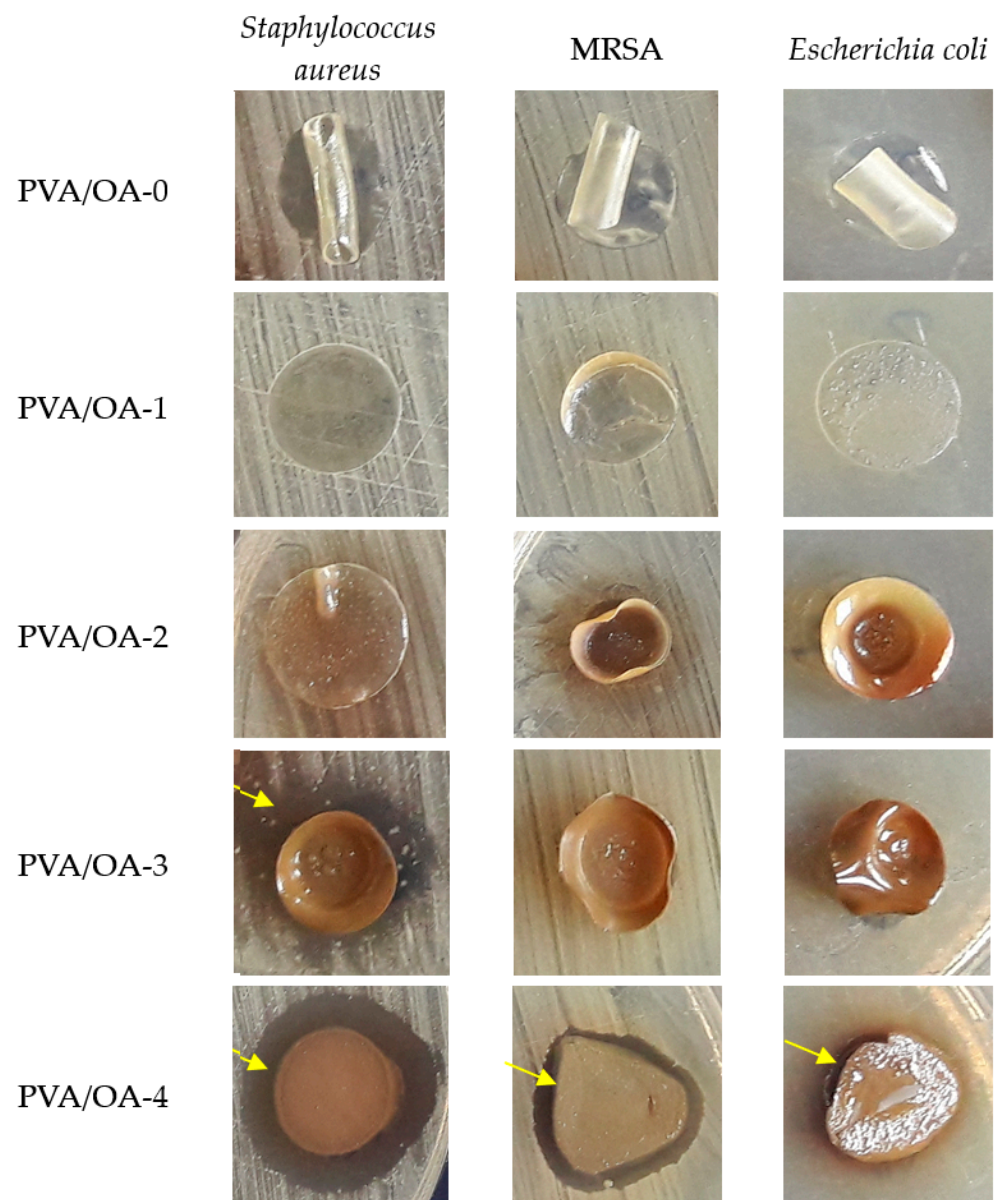 Staphylococcus
aureus
MRSA
Escherichia coli
PVA/OA-0
PVA/OA-1
PVA/OA-2
PVA/OA-3
PVA/OA-4